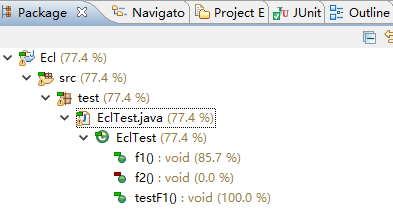 Package Navigato Project E JUnit Outline
Ecl (77.4 %)
src (77.4 %)
test (77.4 %)
EclTest.java (77.4 %)
EclTest (77.4 %)
f1() : void (85.7 %)
f2() : void (0.0 %)
testF1() : void (100.0 %)